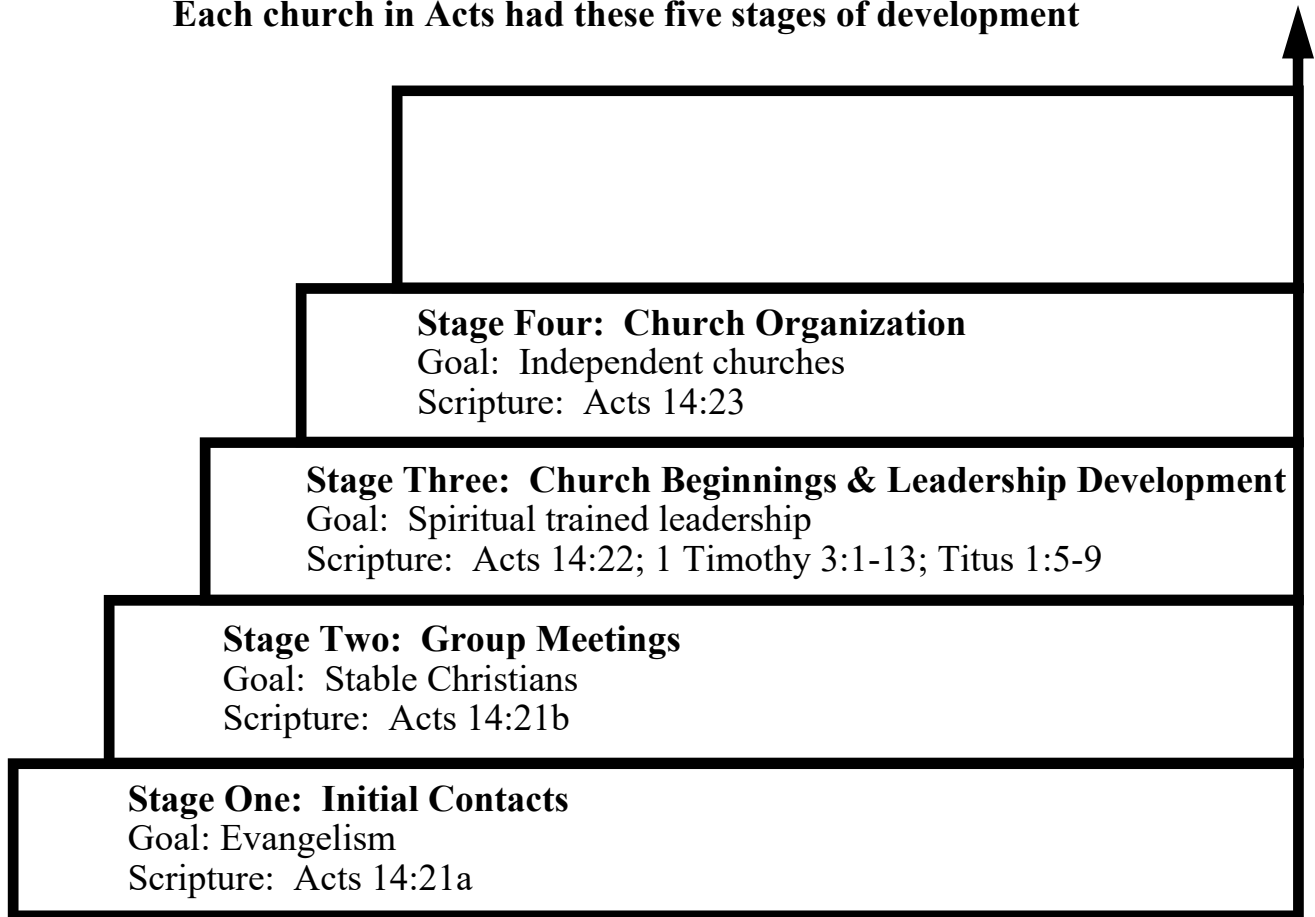 Each church in Acts had these five stages of development
Stage Four:  Church Organization
Goal:  Independent churches
Scripture:  Acts 14:23
Stage Three:  Church Beginnings & Leadership Development
Goal:  Spiritual trained leadership
Scripture:  Acts 14:22; 1 Timothy 3:1-13; Titus 1:5-9
Stage Two:  Group Meetings
Goal:  Stable Christians
Scripture:  Acts 14:21b
Stage One:  Initial Contacts
Goal: Evangelism
Scripture:  Acts 14:21a